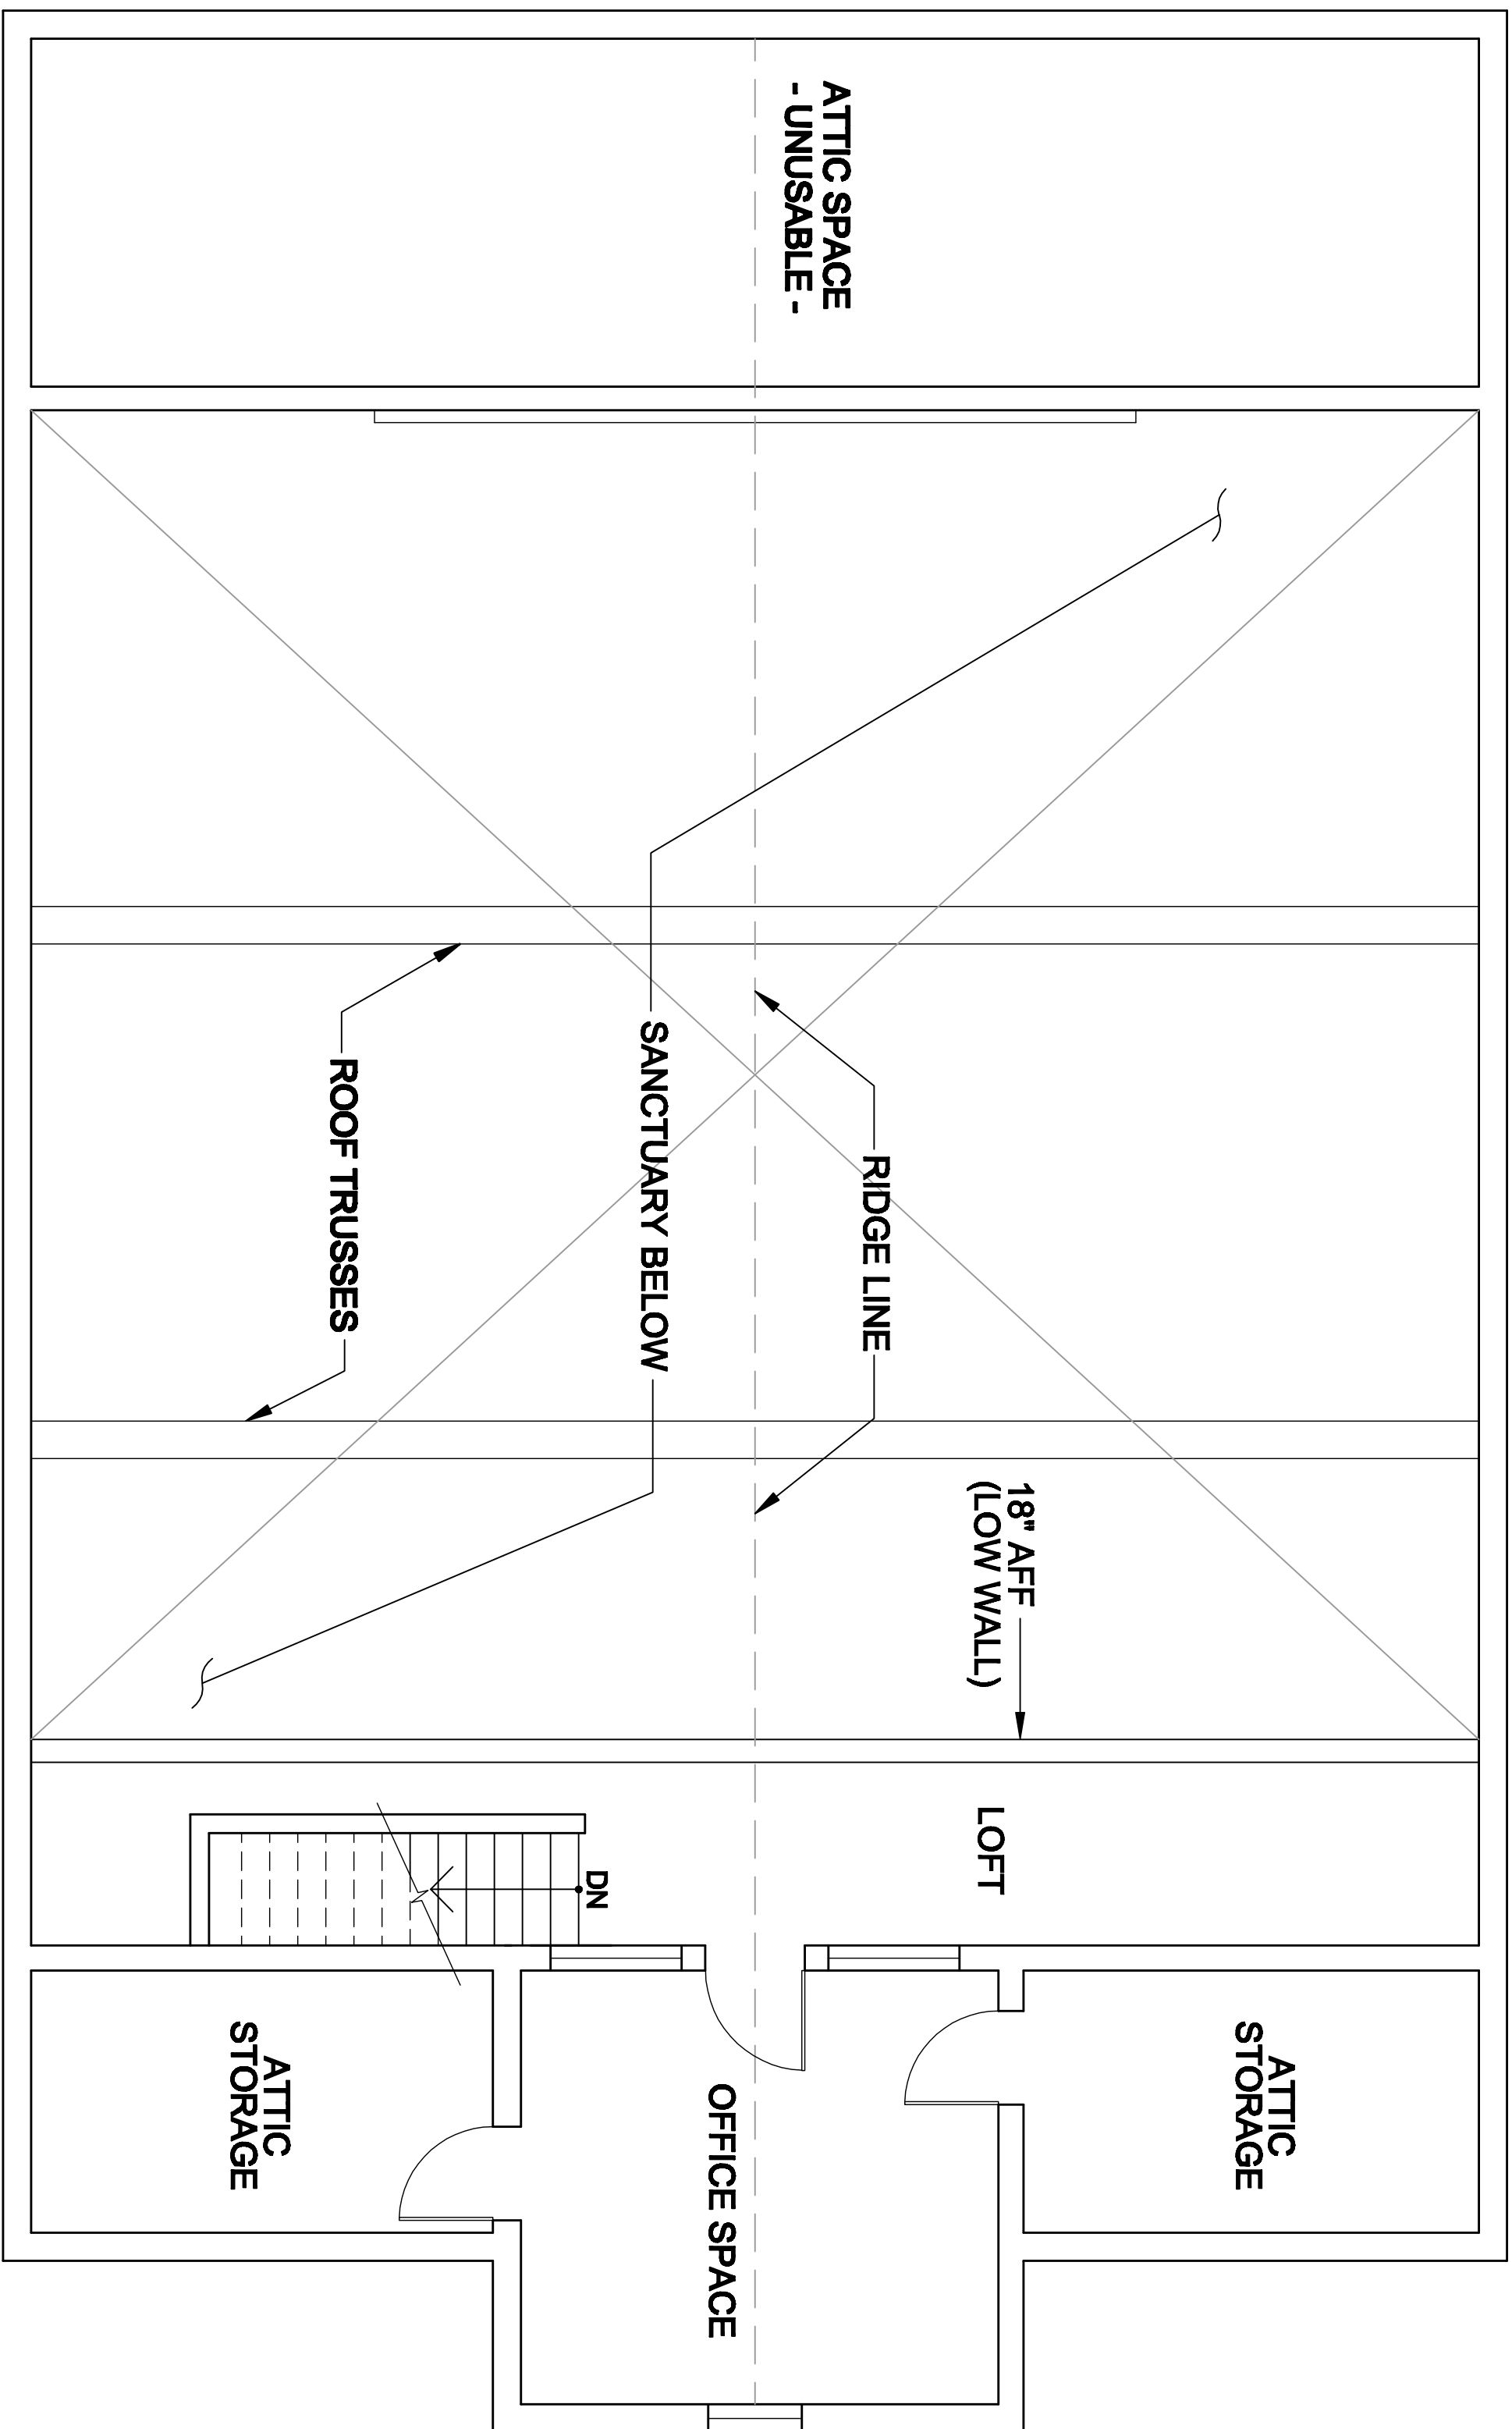 ATTIC SPACE
- UNUSABLE -
SANCTUARY BELOW
RIDGE LINE
ROOF TRUSSES
18" AFF
(LOW WALL)
LOFT
DN
ATTIC
STORAGE
OFFICE SPACE
ATTIC
STORAGE